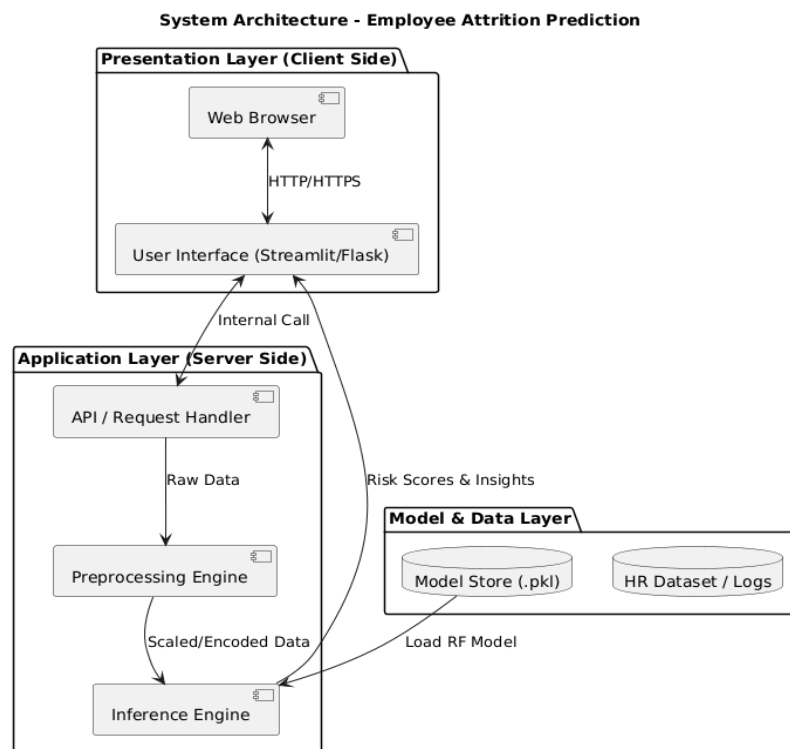 System Architecture - Employee Attrition Prediction
Presentation Layer (Client Side)
Web Browser
HTTP/HTTPS
User Interface (Streamlit/Flask)
Internal Call
Application Layer (Server Side)
API / Request Handler
Raw Data
Risk Scores & Insights
Model & Data Layer
Preprocessing Engine
Model Store (.pkl)
HR Dataset / Logs
Scaled/Encoded Data
Load RF Model
Inference Engine